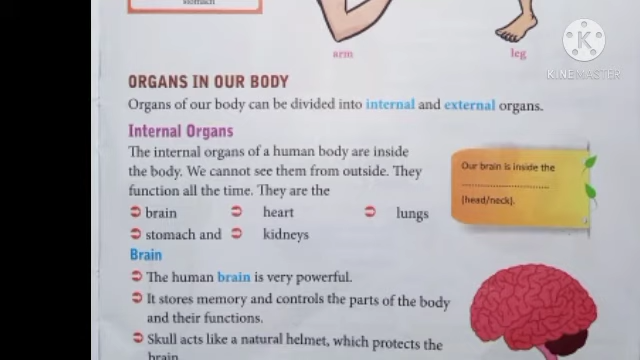 stomach
arm
leg
KINEMASTER
ORGANS IN OUR BODY
Organs of our body can be divided into internal and external organs.
Internal Organs
The internal organs of a human body are inside
the body. We cannot see them from outside. They
function all the time. They are the
brain heart lungs
stomach and kidneys
Our brain is inside the
........................
(head/neck).
Brain
The human brain is very powerful.
It stores memory and controls the parts of the body
and their functions.
Skull acts like a natural helmet, which protects the
brain